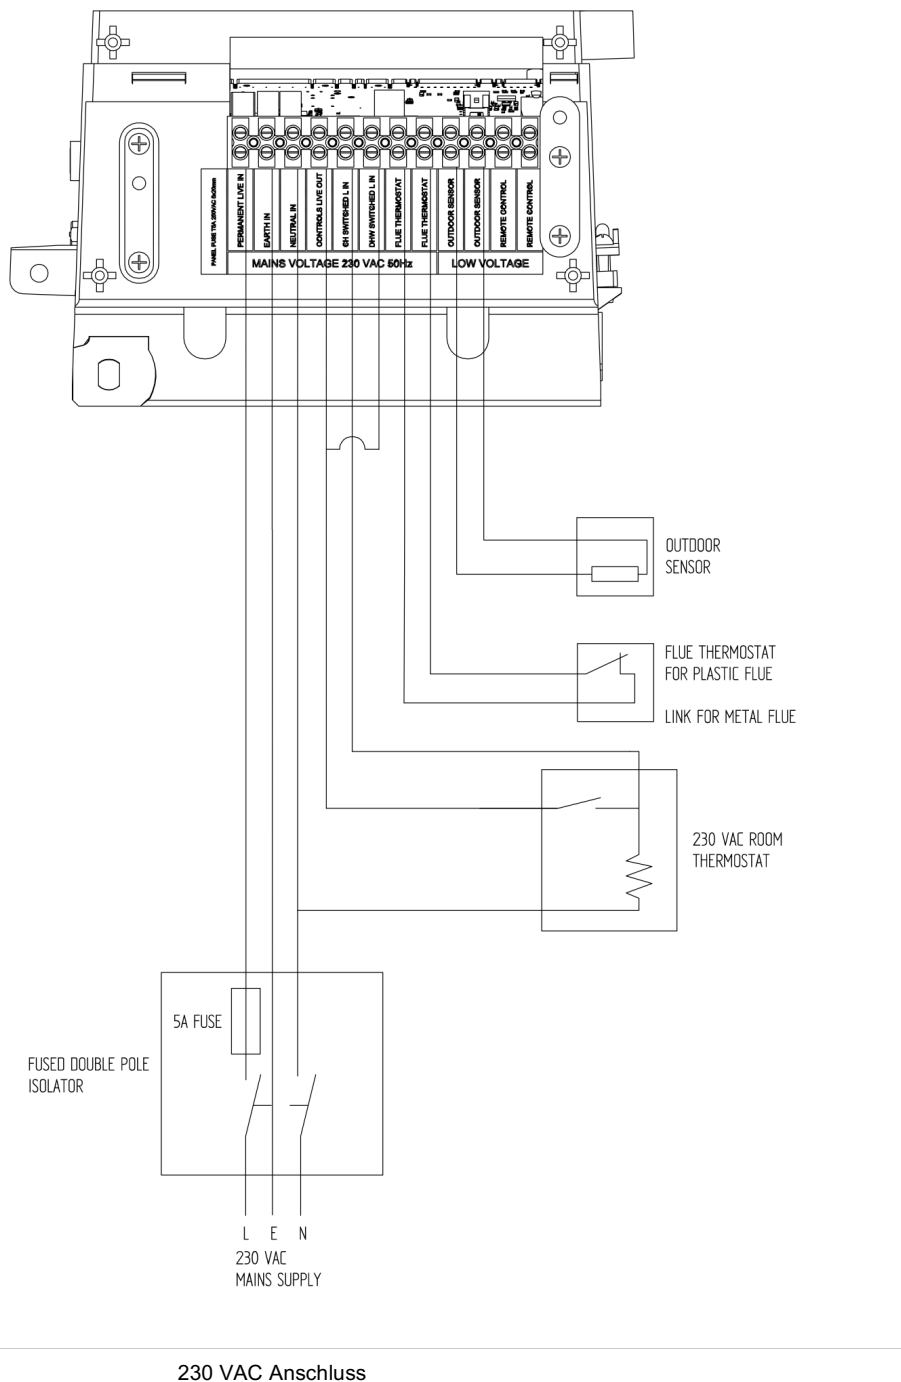 PANEL FUSE T5A 250VAC 5x20mm
PERMANENT LIVE IN
EARTH IN
NEUTRAL IN
CONTROLS LIVE OUT
CH SWITCHED L IN
DHW SWITCHED L IN
FLUE THERMOSTAT
FLUE THERMOSTAT
OUTDOOR SENSOR
OUTDOOR SENSOR
REMOTE CONTROL
REMOTE CONTROL
MAINS VOLTAGE 230 VAC 50Hz
LOW VOLTAGE
OUTDOOR
SENSOR
FLUE THERMOSTAT
FOR PLASTIC FLUE
LINK FOR METAL FLUE
230 VAC ROOM
THERMOSTAT
5A FUSE
FUSED DOUBLE POLE
ISOLATOR
L E N
230 VAC
MAINS SUPPLY
230 VAC Anschluss